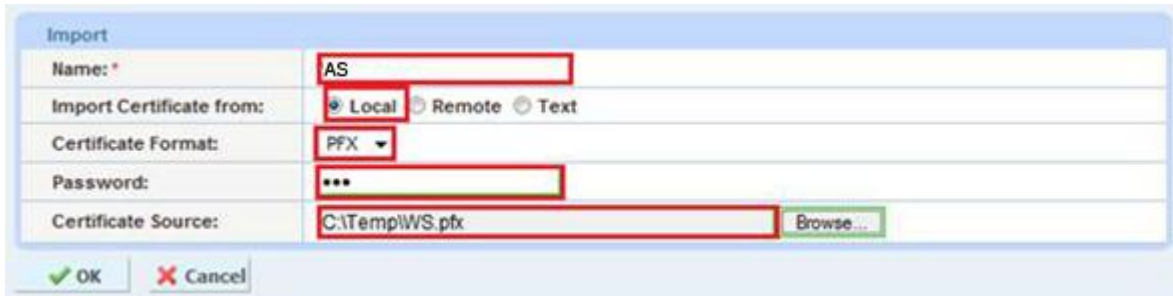 Import
Name:* AS
Import Certificate from: Local Remote Text
Certificate Format: PFX
Password: •••
Certificate Source: C:\Temp\WS.pfx Browse...
OK Cancel